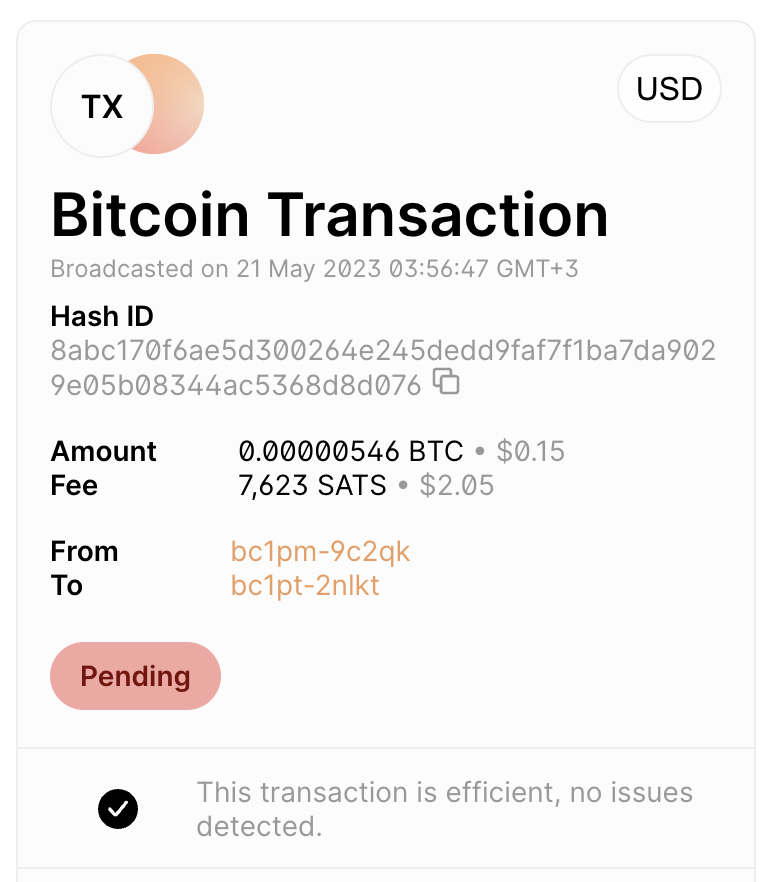 TX
USD
Bitcoin Transaction
Broadcasted on 21 May 2023 03:56:47 GMT+3
Hash ID
8abc170f6ae5d300264e245dedd9faf7f1ba7da902
9e05b08344ac5368d8d076
Amount 0.00000546 BTC • $0.15
Fee 7,623 SATS • $2.05
From bc1pm-9c2qk
To bc1pt-2nlkt
Pending
This transaction is efficient, no issues
detected.